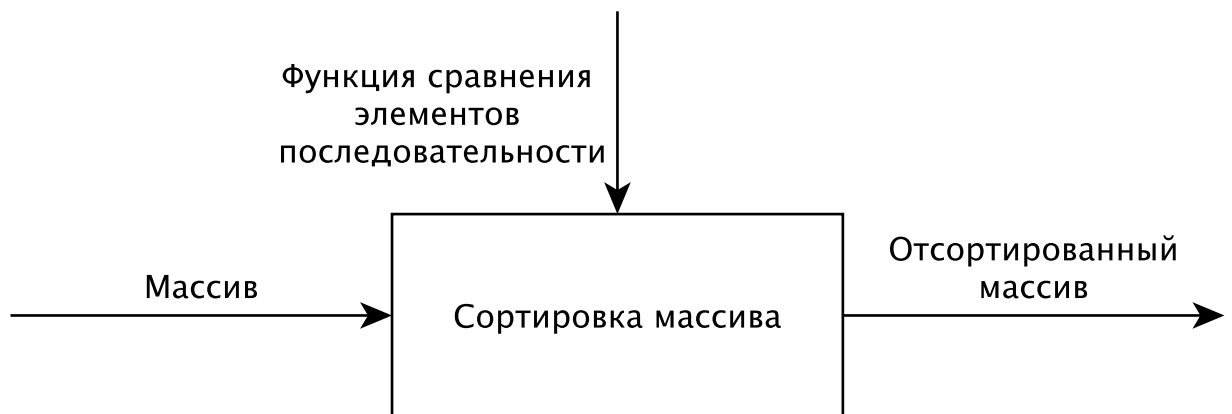 Функция сравнения
элементов
последовательности
Массив
Сортировка массива
Отсортированный
массив